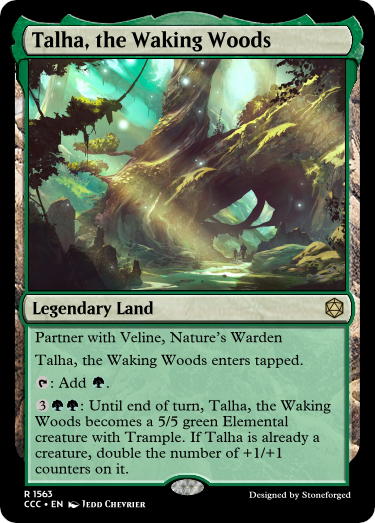 Talha, the Waking Woods
Legendary Land
Partner with Veline, Nature's Warden
Talha, the Waking Woods enters tapped.
: Add .
3: Until end of turn, Talha, the Waking
Woods becomes a 5/5 green Elemental
creature with Trample. If Talha is already a
creature, double the number of +1/+1
counters on it.
R 1563
CCC • EN Jedd Chevrier
Designed by Stoneforged